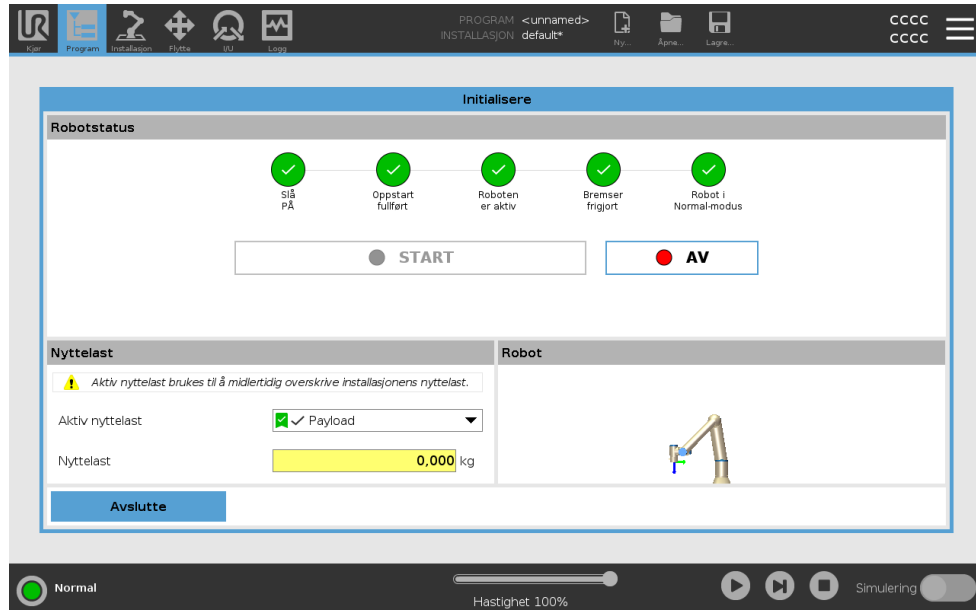 PROGRAM <unnamed>
INSTALLASJON default*
CCCC
CCCC
Kjør
Program
Installasjon
Flytte
I/U
Logg
Ny...
Åpne...
Lagre...
Initialisere
Robotstatus
Slå
PÅ
Oppstart
fullført
Roboten
er aktiv
Bremser
frigjort
Robot i
Normal-modus
START
AV
Nyttelast
Robot
Aktiv nyttelast brukes til å midlertidig overskrive installasjonens nyttelast.
Aktiv nyttelast
Payload
Nyttelast
0,000 kg
Avslutte
Normal
Hastighet 100%
Simulering